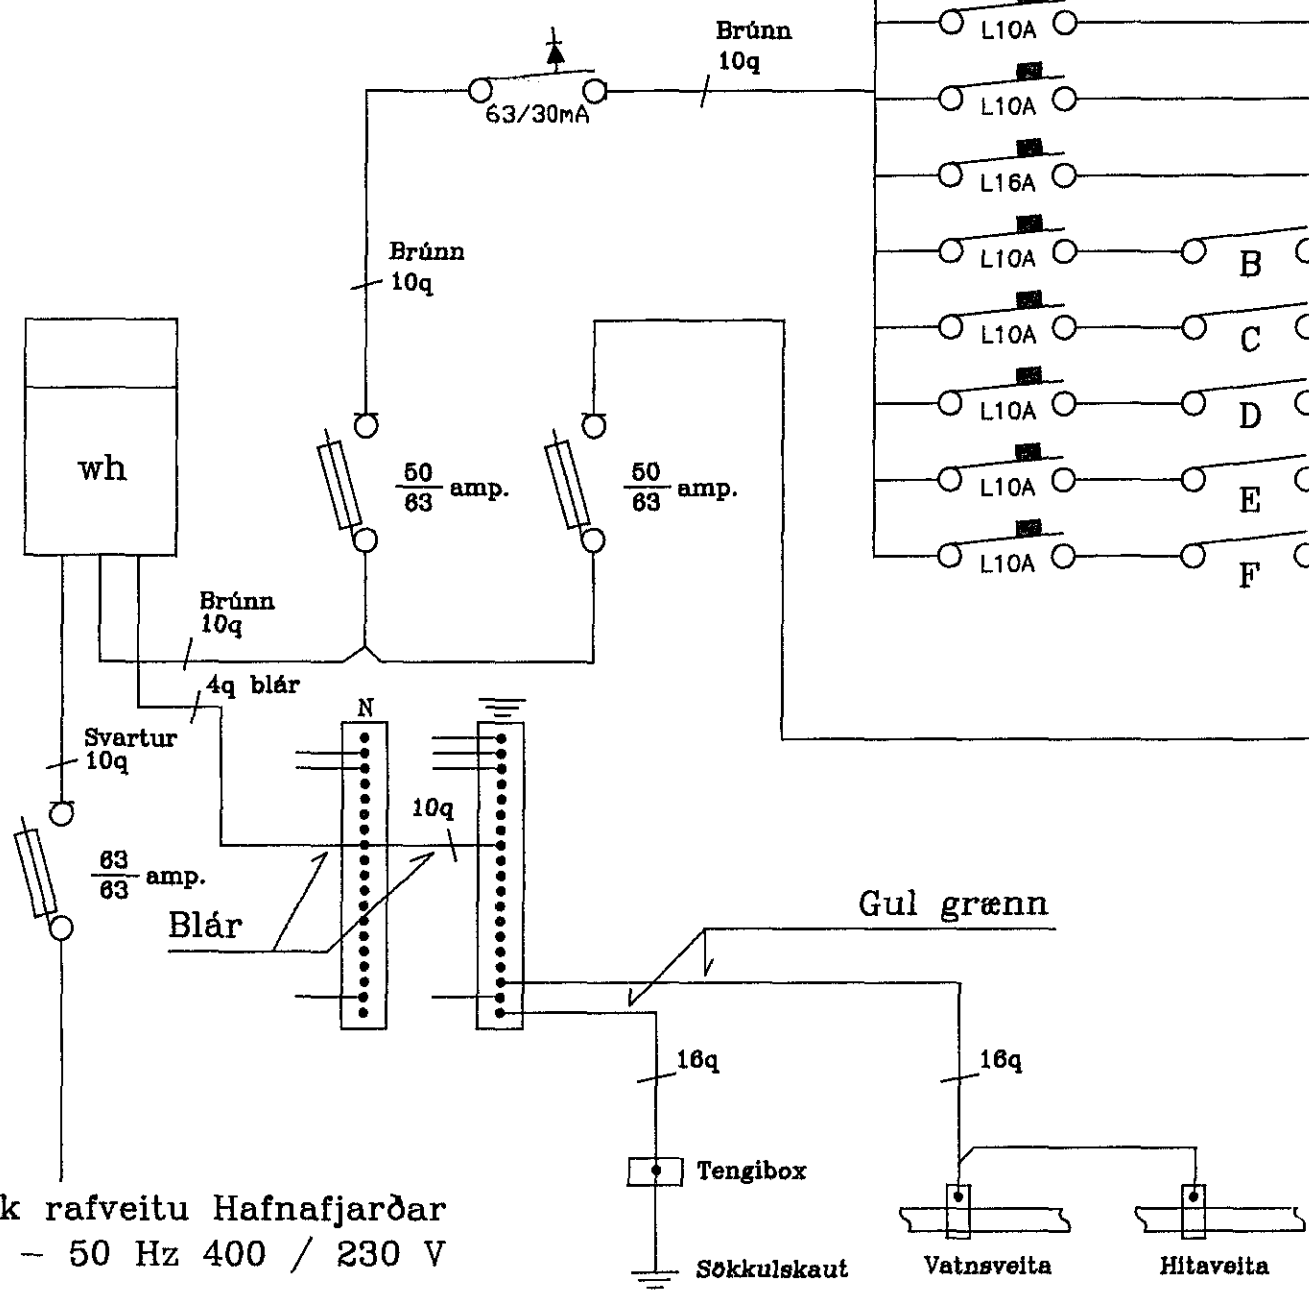 L10A
Brúnn
10q
63/30mA
L10A
L16A
Brúnn
10q
L10A
B
L10A
C
L10A
D
wh
50
63 amp.
50
63 amp.
L10A
E
L10A
F
Brúnn
10q
4q blár
N
Svartur
10q
10q
63
63 amp.
Blár
Gul grænn
16q
16q
Tengibox
k rafveitu Hafnafjarðar
- 50 Hz 400 / 230 V
Sökkulskaut
Vatnsveita
Hitaveita